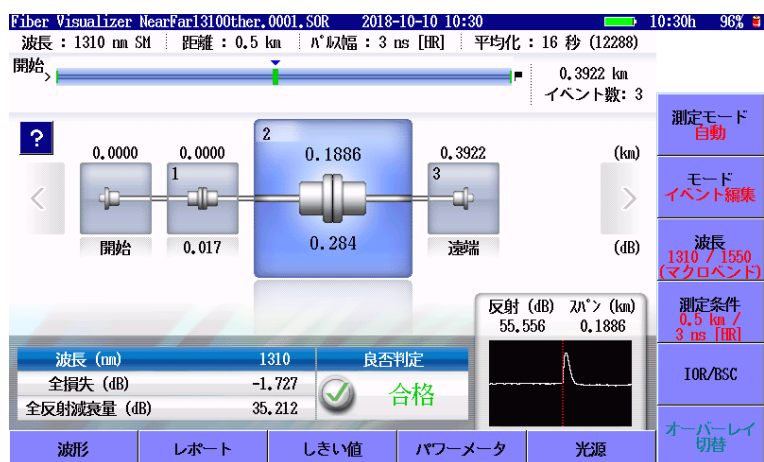 Fiber Visualizer NearFar1310Other.0001.SOR 2018-10-10 10:30 10:30h 96%
波長 : 1310 nm SM 距離 : 0.5 km パルス幅 : 3 ns [HR] 平均化 : 16 秒 (12288)
開始
0.3922 km
イベント数: 3
?
0.0000 0.0000 2 0.1886 0.3922 (km)
1 3
開始 0.017 0.284 遠端 (dB)
反射 (dB) スパン (km)
55.556 0.1886
波長 (nm) 1310 良否判定
全損失 (dB) -1.727 合格
全反射減衰量 (dB) 35.212
測定モード
自動
モード
イベント編集
波長
1310 / 1550
(マクロベンド)
測定条件
0.5 km /
3 ns [HR]
IOR/BSC
オーバーレイ
切替
波形 レポート しきい値 パワーメータ 光源